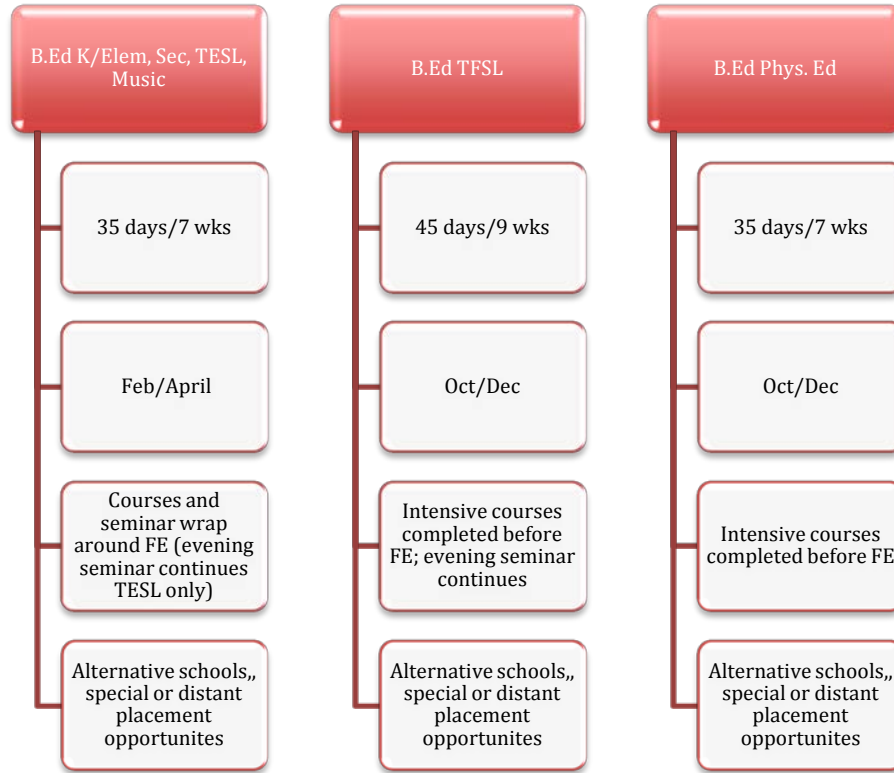 B.Ed K/Elem, Sec, TESL,
Music
35 days/7 wks
Feb/April
Courses and
seminar wrap
around FE (evening
seminar continues
TESL only)
Alternative schools,,
special or distant
placement
opportunites
B.Ed TFSL
45 days/9 wks
Oct/Dec
Intensive courses
completed before
FE; evening seminar
continues
Alternative schools,,
special or distant
placement
opportunites
B.Ed Phys. Ed
35 days/7 wks
Oct/Dec
Intensive courses
completed before FE
Alternative schools,,
special or distant
placement
opportunites